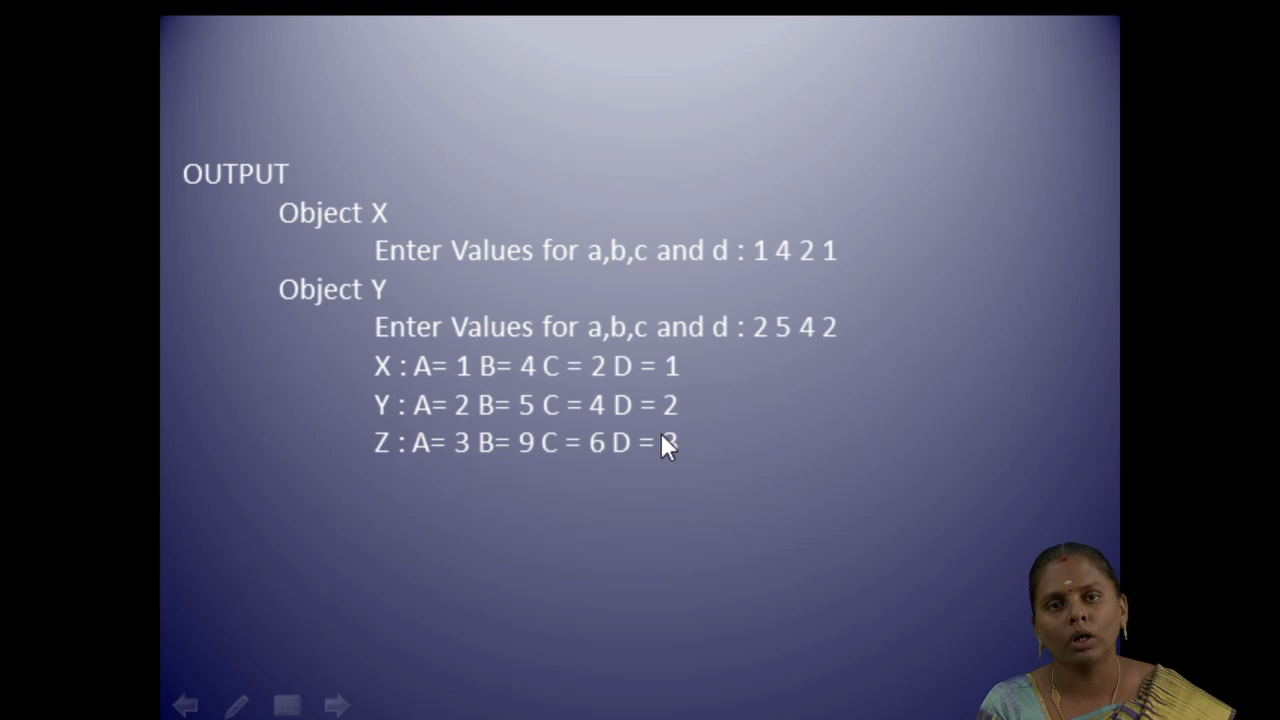 OUTPUT
Object X
Enter Values for a,b,c and d : 1 4 2 1
Object Y
Enter Values for a,b,c and d : 2 5 4 2
X : A= 1 B= 4 C = 2 D = 1
Y : A= 2 B= 5 C = 4 D = 2
Z : A= 3 B= 9 C = 6 D =